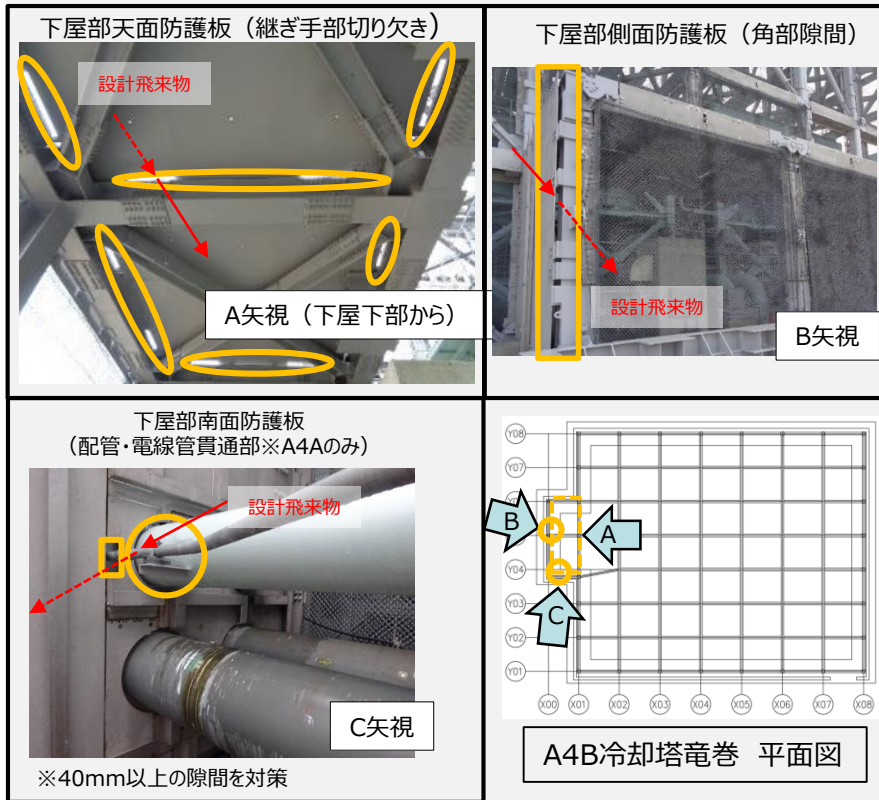 下屋部天面防護板（継ぎ手部切り欠き）
設計飛来物
A矢視（下屋下部から）
下屋部側面防護板（角部隙間）
設計飛来物
B矢視
下屋部南面防護板
（配管・電線管貫通部※A4Aのみ）
設計飛来物
C矢視
※40mm以上の隙間を対策
Y08
Y07
B
A
Y04
C
Y03
Y02
Y01
X00 X01 X02 X03 X04 X05 X06 X07 X08
A4B冷却塔竜巻 平面図